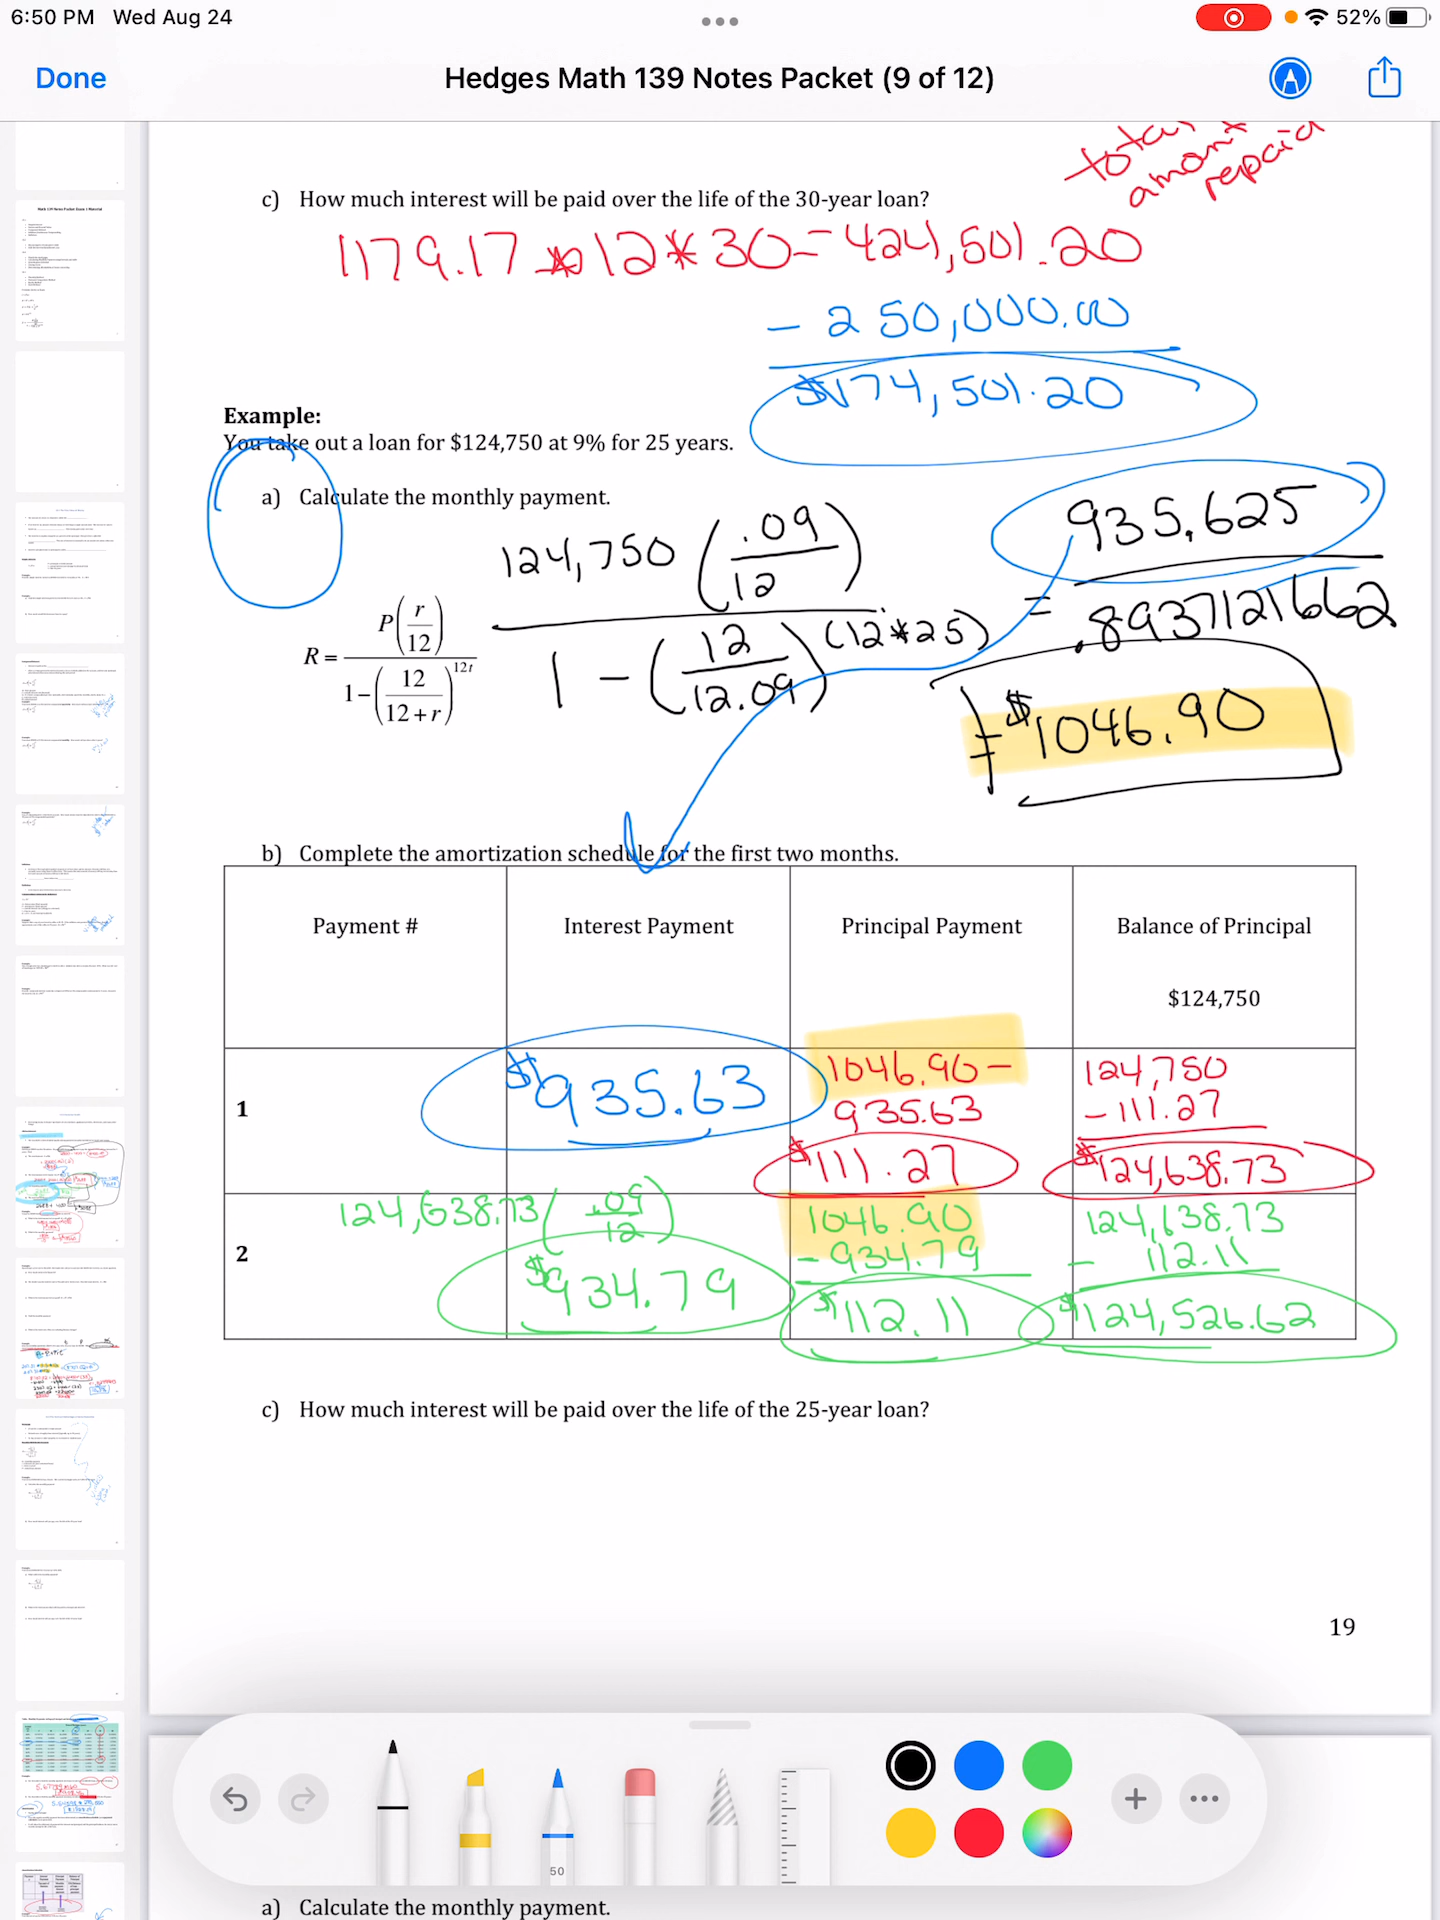 6:50 PM Wed Aug 24
52%
Done
Hedges Math 139 Notes Packet (9 of 12)
total
amont
repaid
c) How much interest will be paid over the life of the 30-year loan?
1179.17 * 12 * 30 = 424,501.20
- 250,000.00
$174,501.20
Example:
You take out a loan for $124,750 at 9% for 25 years.
a) Calculate the monthly payment.
R = P(r/12) / 1-(12/12+r)^12t
124,750 (.09/12) / 1 - (12/12.09)^(12*25)
= 935.625 / .8937121662
= $1046.90
b) Complete the amortization schedule for the first two months.
Payment # Interest Payment Principal Payment Balance of Principal
$124,750
1 $935.63
1046.90 -
935.63
$111.27
124,750
- 111.27
$124,638.73
2 124,638.73 (.09/12)
$934.79
1046.90
- 934.79
$112.11
124,638.73
- 112.11
$124,526.62
c) How much interest will be paid over the life of the 25-year loan?
19
50
a) Calculate the monthly payment.